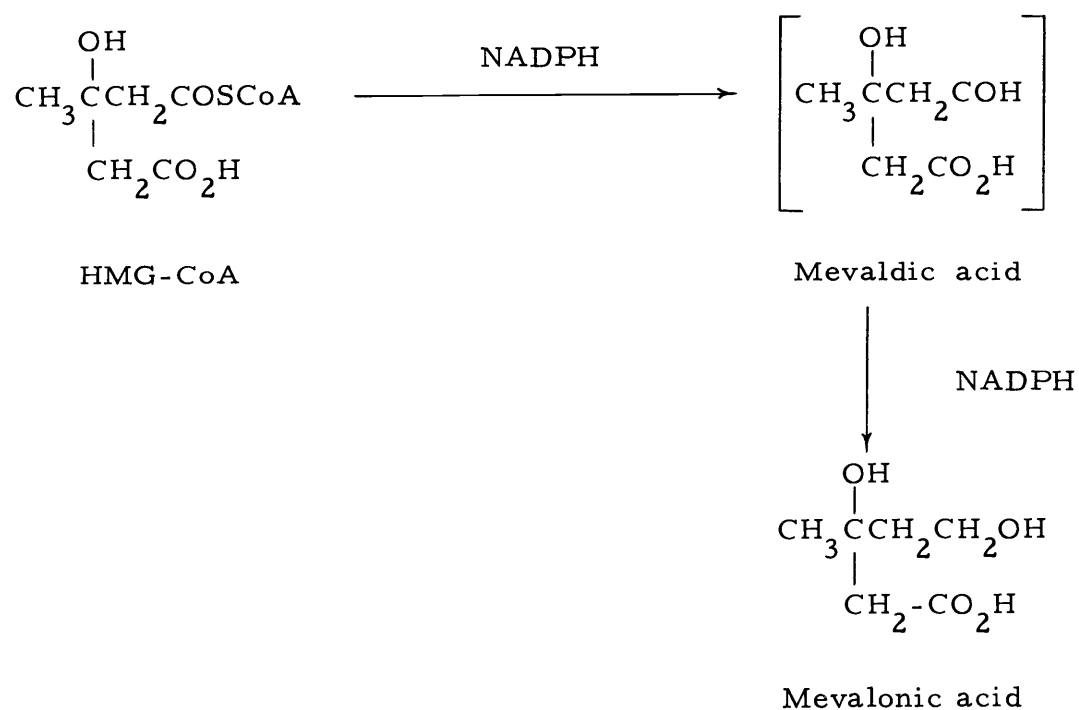 OH
CH3CCH2COSCoA
CH2CO2H
HMG-CoA
NADPH
OH
CH3CCH2COH
CH2CO2H
Mevaldic acid
NADPH
OH
CH3CCH2CH2OH
CH2-CO2H
Mevalonic acid